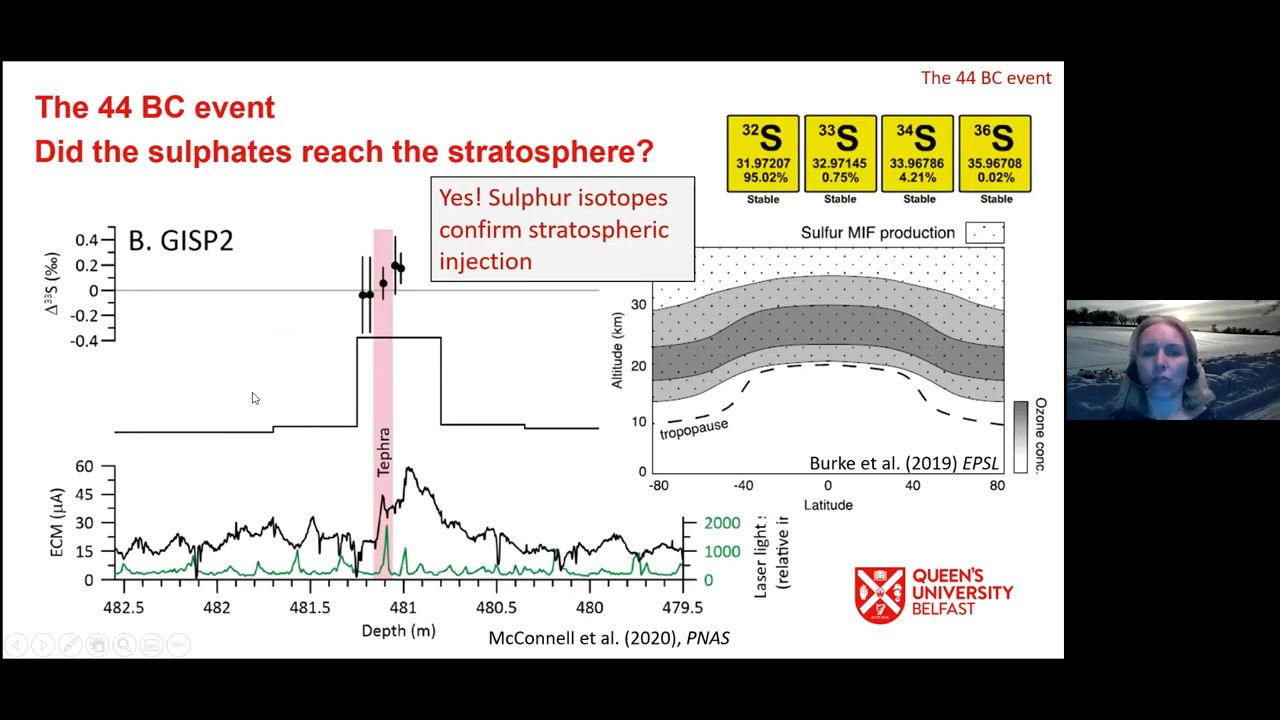 The 44 BC event
The 44 BC event
Did the sulphates reach the stratosphere?
32S
31.97207
95.02%
Stable
33S
32.97145
0.75%
Stable
34S
33.96786
4.21%
Stable
36S
35.96708
0.02%
Stable
Yes! Sulphur isotopes
confirm stratospheric
injection
B. GISP2
Δ33S (‰)
0.4
0.2
0
-0.2
-0.4
Tephra
ECM (µA)
60
45
30
15
0
2000
1000
0
Laser light
(relative
482.5 482 481.5 481 480.5 480 479.5
Depth (m)
McConnell et al. (2020), PNAS
Sulfur MIF production
Altitude (km)
30
20
10
0
tropopause
Burke et al. (2019) EPSL
-80 -40 0 40 80
Latitude
Ozone conc.
QUEEN'S
UNIVERSITY
BELFAST